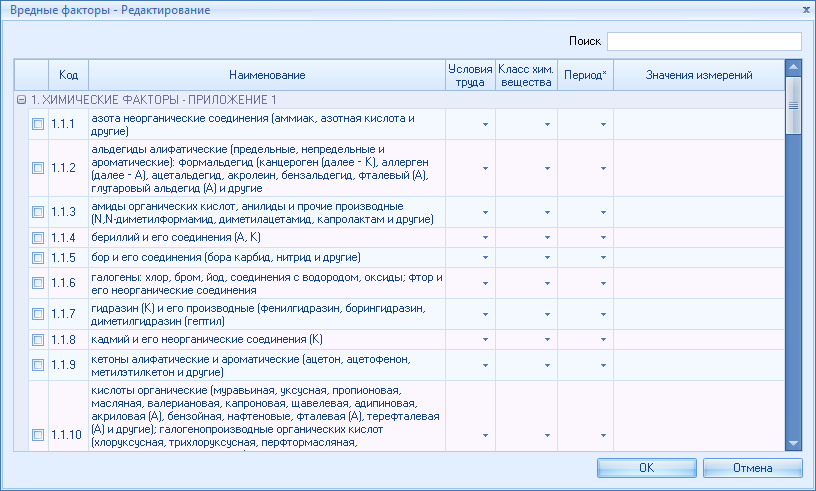 Вредные факторы - Редактирование
x
Поиск
Код
Наименование
Условия труда
Класс хим. вещества
Период*
Значения измерений
1. ХИМИЧЕСКИЕ ФАКТОРЫ - ПРИЛОЖЕНИЕ 1
1.1.1
азота неорганические соединения (аммиак, азотная кислота и
другие)
1.1.2
альдегиды алифатические (предельные, непредельные и
ароматические): формальдегид (канцероген (далее - К), аллерген
(далее - А), ацетальдегид, акролеин, бензальдегид, фталевый (А),
глутаровый альдегид (А) и другие
1.1.3
амиды органических кислот, анилиды и прочие производные
(N,N-диметилформамид, диметилацетамид, капролактам и другие)
1.1.4
бериллий и его соединения (А, К)
1.1.5
бор и его соединения (бора карбид, нитрид и другие)
1.1.6
галогены: хлор, бром, йод, соединения с водородом, оксиды; фтор и
его неорганические соединения
1.1.7
гидразин (К) и его производные (фенилгидразин, борингидразин,
диметилгидразин (гептил)
1.1.8
кадмий и его неорганические соединения (К)
1.1.9
кетоны алифатические и ароматические (ацетон, ацетофенон,
метилэтилкетон и другие)
1.1.10
кислоты органические (муравьиная, уксусная, пропионовая,
масляная, валериановая, капроновая, щавелевая, адипиновая,
акриловая (А), бензойная, нафтеновые, фталевая (А), терефталевая
(А) и другие); галогенопроизводные органических кислот
(хлоруксусная, трихлоруксусная, перфтормасляная,
OK
Отмена